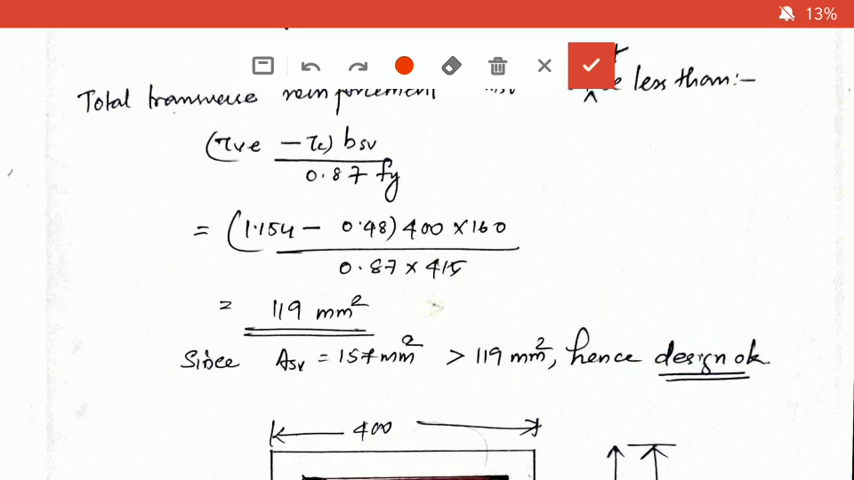 13%
Total transverse reinforcement less than:-
(τve - τc) bsv
0.87 fy
= (1.154 - 0.48) 400 × 160
0.87 × 415
= 119 mm²
Since Asv = 157 mm² > 119 mm², hence design ok
400